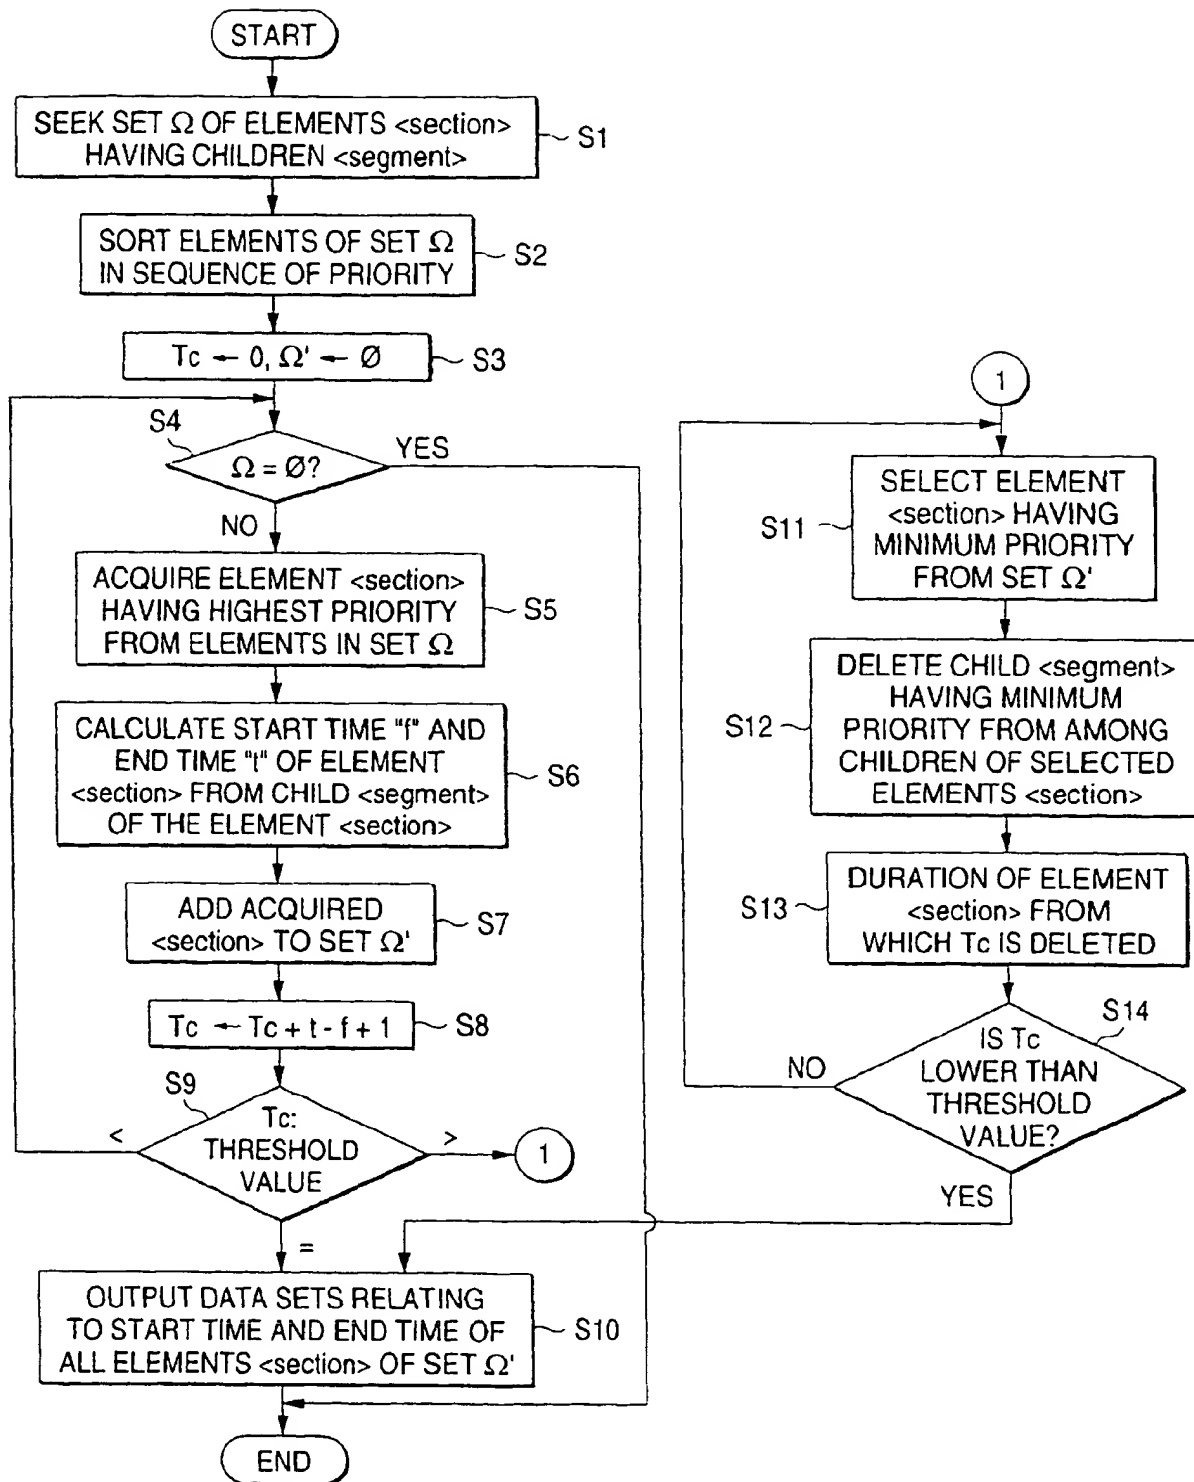 START
SEEK SET Ω OF ELEMENTS <section>
HAVING CHILDREN <segment>
S1
SORT ELEMENTS OF SET Ω
IN SEQUENCE OF PRIORITY
S2
Tc ← 0, Ω' ← Ø
S3
S4
Ω = Ø?
YES
NO
ACQUIRE ELEMENT <section>
HAVING HIGHEST PRIORITY
FROM ELEMENTS IN SET Ω
S5
CALCULATE START TIME "f" AND
END TIME "t" OF ELEMENT
<section> FROM CHILD <segment>
OF THE ELEMENT <section>
S6
ADD ACQUIRED
<section> TO SET Ω'
S7
Tc ← Tc + t - f + 1
S8
S9
Tc:
THRESHOLD
VALUE
<
>
1
=
OUTPUT DATA SETS RELATING
TO START TIME AND END TIME OF
ALL ELEMENTS <section> OF SET Ω'
S10
END
1
SELECT ELEMENT
<section> HAVING
MINIMUM PRIORITY
FROM SET Ω'
S11
DELETE CHILD <segment>
HAVING MINIMUM
PRIORITY FROM AMONG
CHILDREN OF SELECTED
ELEMENTS <section>
S12
DURATION OF ELEMENT
<section> FROM
WHICH Tc IS DELETED
S13
S14
IS Tc
LOWER THAN
THRESHOLD
VALUE?
NO
YES